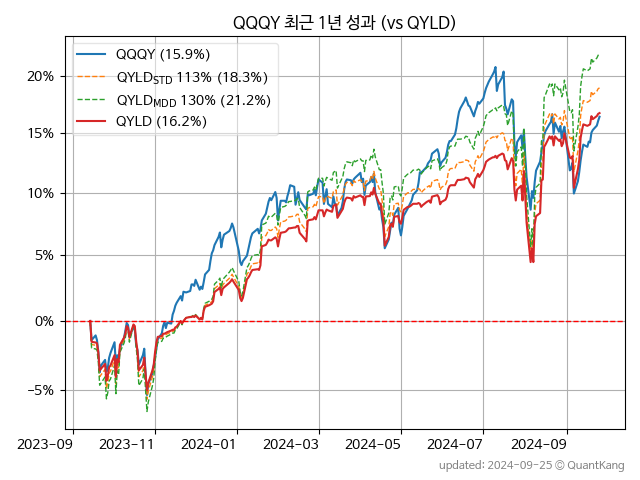 QQQY 최근 1년 성과 (vs QYLD)
QQQY (15.9%)
QYLD_STD 113% (18.3%)
QYLD_MDD 130% (21.2%)
QYLD (16.2%)
20%
15%
10%
5%
0%
−5%
2023-09 2023-11 2024-01 2024-03 2024-05 2024-07 2024-09
updated: 2024-09-25 © QuantKang